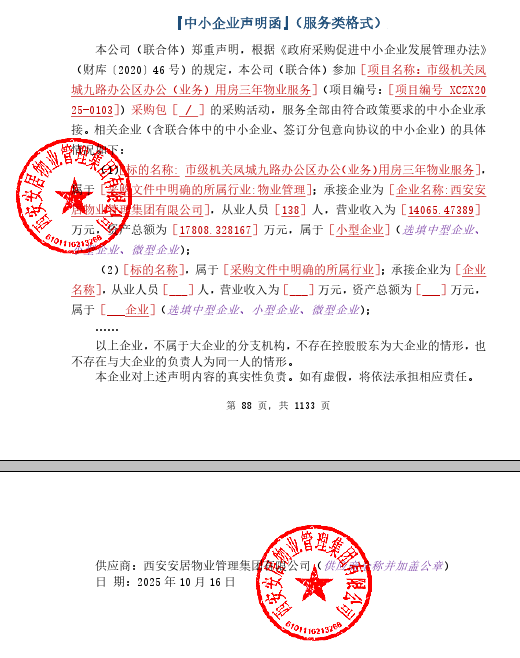 『中小企业声明函』（服务类格式）
本公司（联合体）郑重声明，根据《政府采购促进中小企业发展管理办法》
（财库〔2020〕46 号）的规定，本公司（联合体）参加［项目名称：市级机关凤
城九路办公区办公（业务）用房三年物业服务］（项目编号：［项目编号 XCZX20
25-0103］）采购包［ / ］的采购活动，服务全部由符合政策要求的中小企业承
接。相关企业（含联合体中的中小企业、签订分包意向协议的中小企业）的具体
情况如下：
（1）［标的名称: 市级机关凤城九路办公区办公(业务)用房三年物业服务］，
属于［采购文件中明确的所属行业:物业管理］；承接企业为［企业名称:西安安
居物业管理集团有限公司］，从业人员［138］人，营业收入为［14065.47389］
万元，资产总额为［17808.328167］万元，属于［小型企业］（选填中型企业、
小型企业、微型企业）；
（2）［标的名称］，属于［采购文件中明确的所属行业］；承接企业为［企业
名称］，从业人员［___］人，营业收入为［___］万元，资产总额为［___］万元，
属于［___企业］（选填中型企业、小型企业、微型企业）；
……
以上企业，不属于大企业的分支机构，不存在控股股东为大企业的情形，也
不存在与大企业的负责人为同一人的情形。
本企业对上述声明内容的真实性负责。如有虚假，将依法承担相应责任。
西安安居物业管理集团有限公司
6101116213266
第 88 页, 共 1133 页
供应商：西安安居物业管理集团有限公司（供应商名称并加盖公章）
日 期：2025 年 10 月 16 日
西安安居物业管理集团有限公司
6101116213266